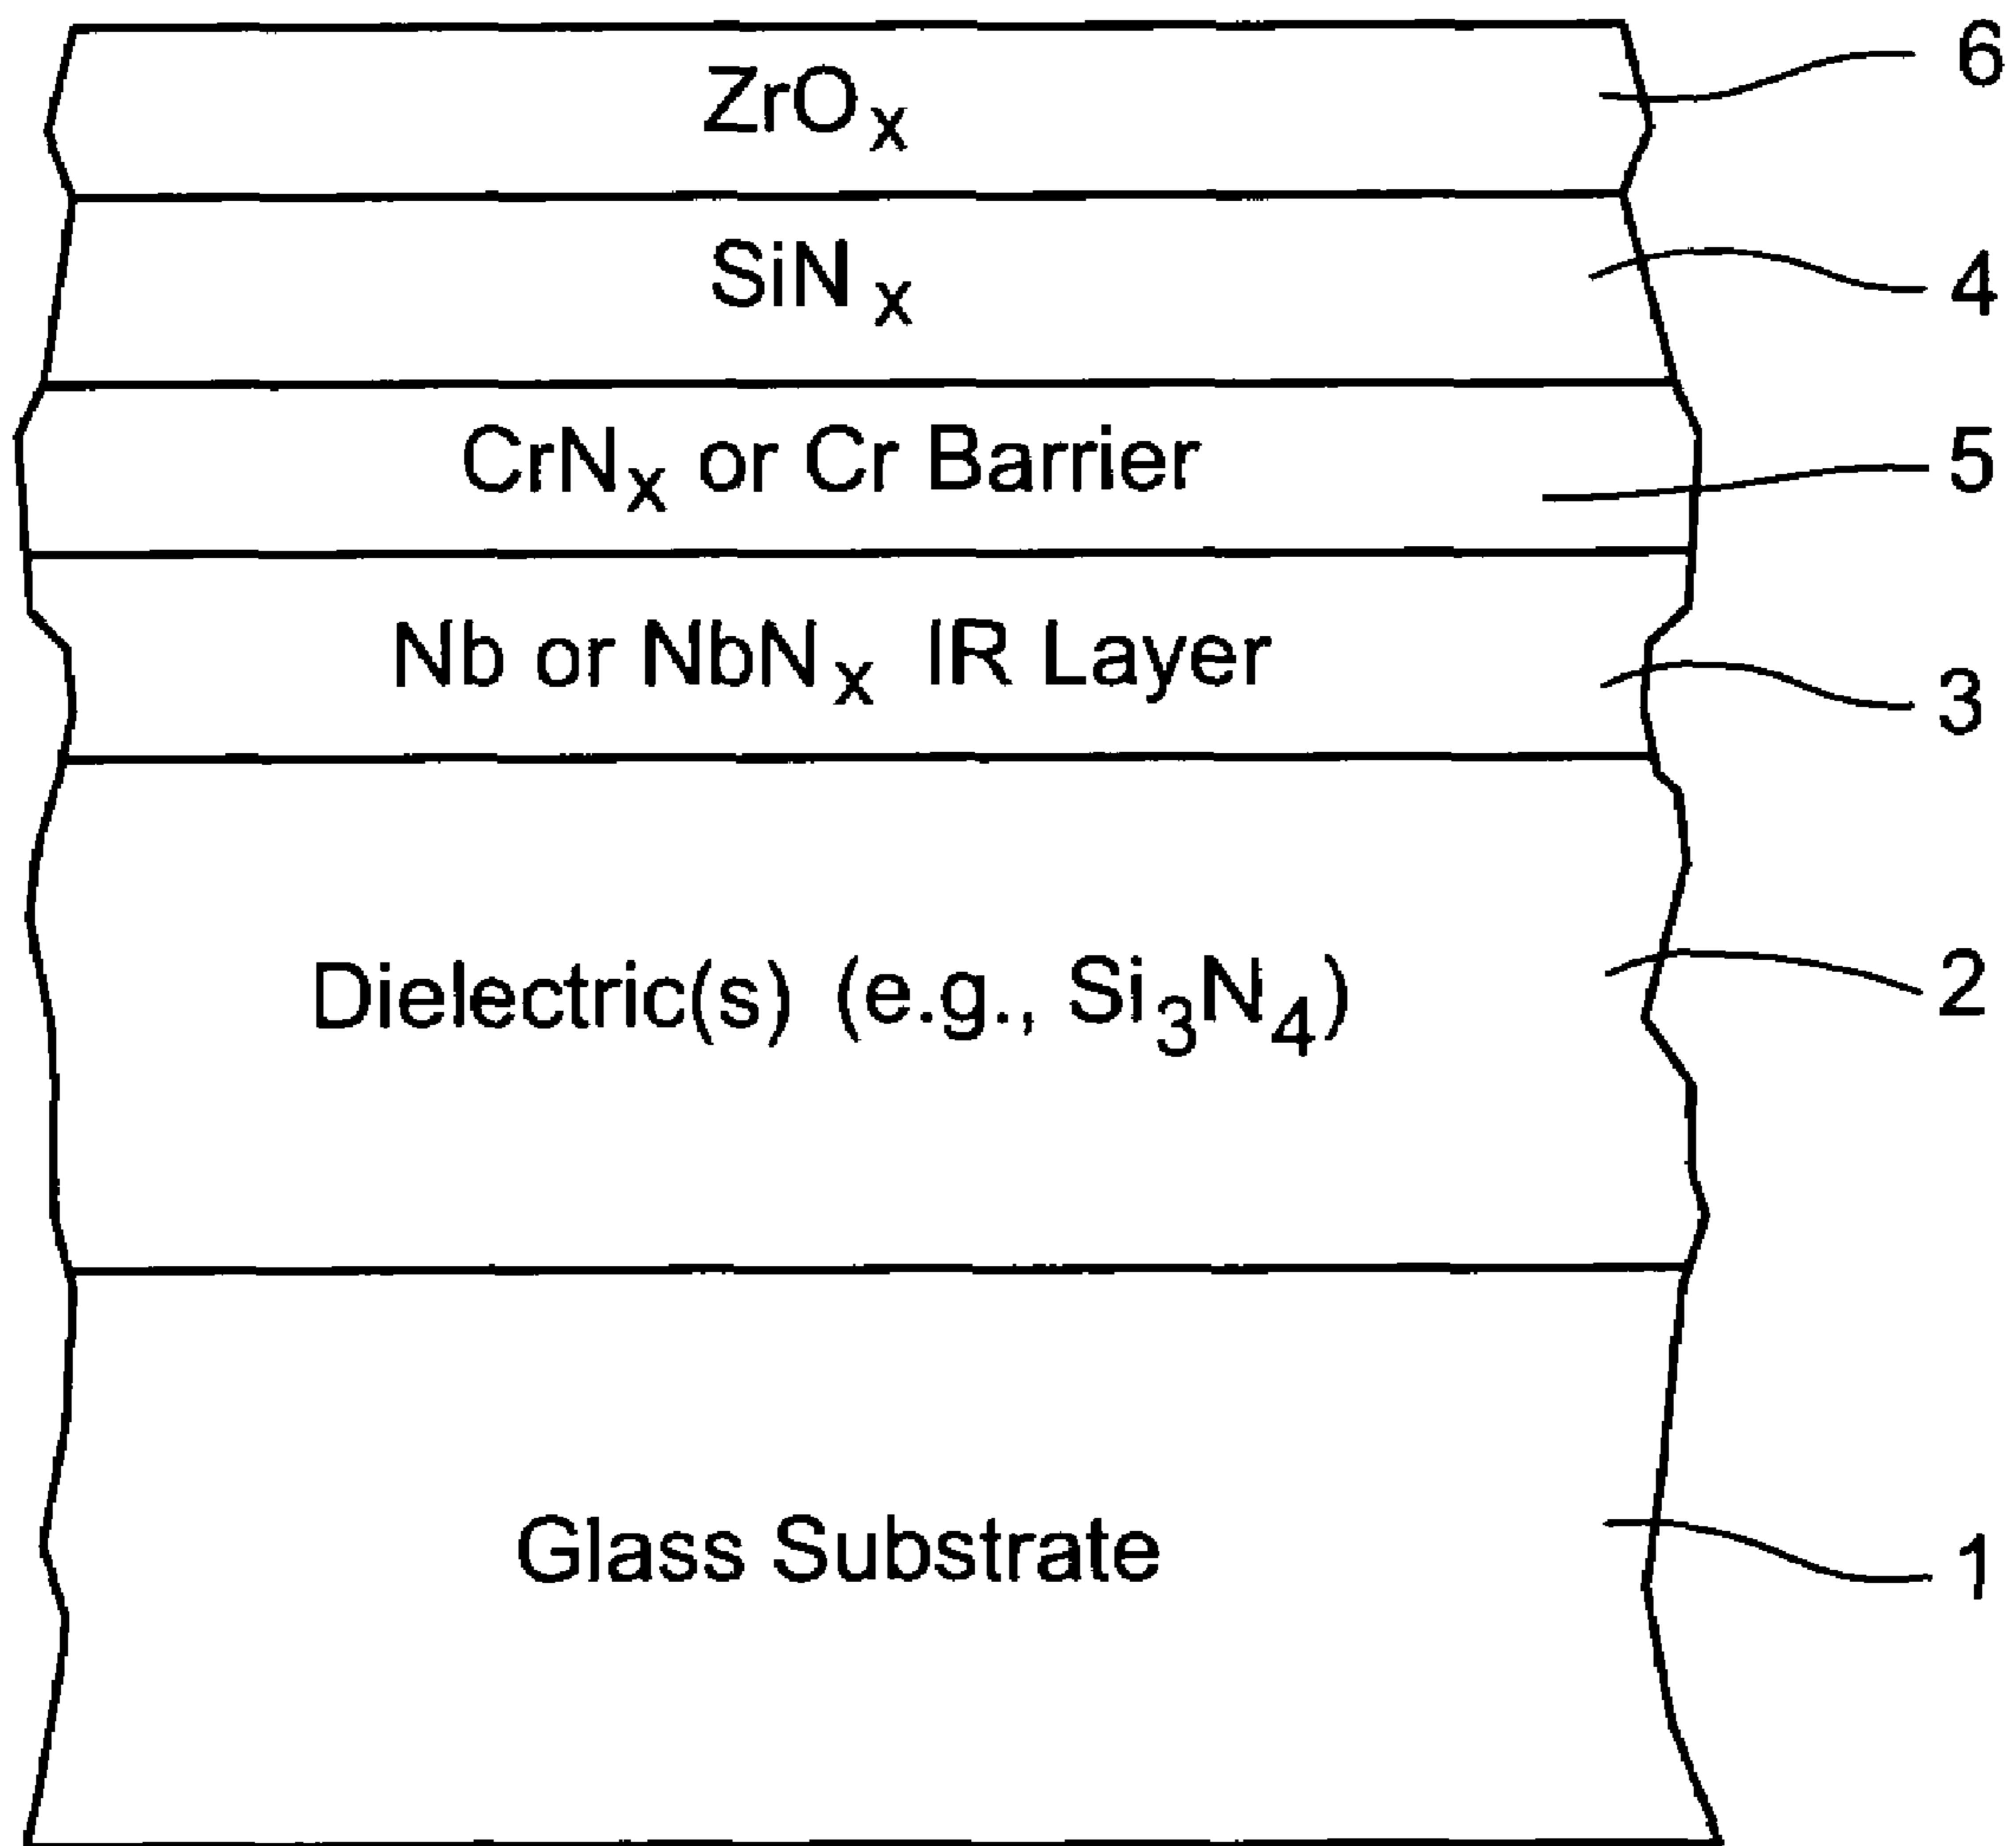 ZrOx 6
SiNx 4
CrNx or Cr Barrier 5
Nb or NbNx IR Layer 3
Dielectric(s) (e.g., Si3N4) 2
Glass Substrate 1